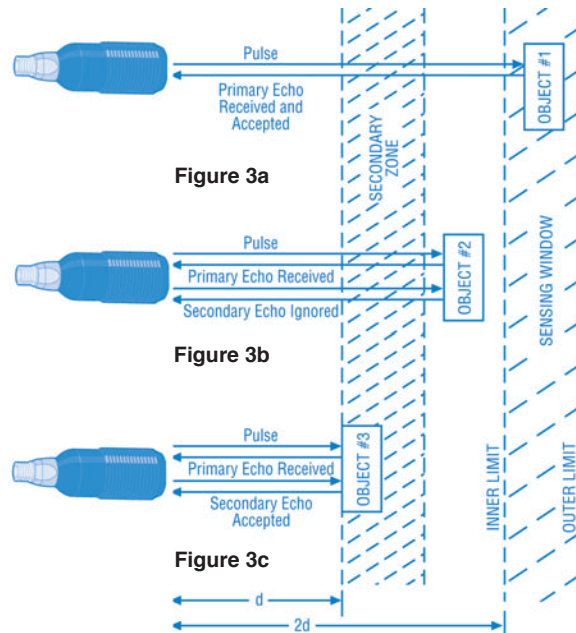 Pulse
Primary Echo
Received and
Accepted
OBJECT #1
Figure 3a
SECONDARY
ZONE
Pulse
Primary Echo Received
Secondary Echo Ignored
OBJECT #2
SENSING WINDOW
Figure 3b
Pulse
Primary Echo Received
Secondary Echo
Accepted
OBJECT #3
INNER LIMIT
OUTER LIMIT
Figure 3c
d
2d